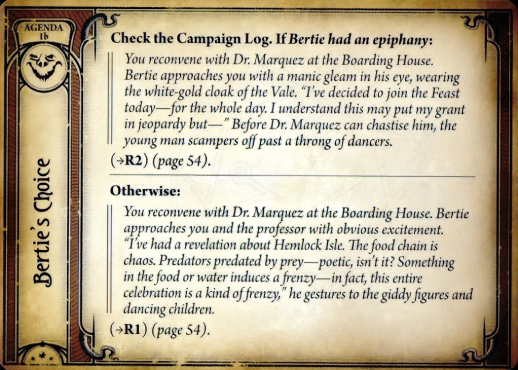 AGENDA
1b
Bertie's Choice
Check the Campaign Log. If Bertie had an epiphany:
You reconvene with Dr. Marquez at the Boarding House.
Bertie approaches you with a manic gleam in his eye, wearing
the white-gold cloak of the Vale. "I've decided to join the Feast
today—for the whole day. I understand this may put my grant
in jeopardy but—" Before Dr. Marquez can chastise him, the
young man scampers off past a throng of dancers.
(→R2) (page 54).
Otherwise:
You reconvene with Dr. Marquez at the Boarding House. Bertie
approaches you and the professor with obvious excitement.
"I've had a revelation about Hemlock Isle. The food chain is
chaos. Predators predated by prey—poetic, isn't it? Something
in the food or water induces a frenzy—in fact, this entire
celebration is a kind of frenzy," he gestures to the giddy figures and
dancing children.
(→R1) (page 54).